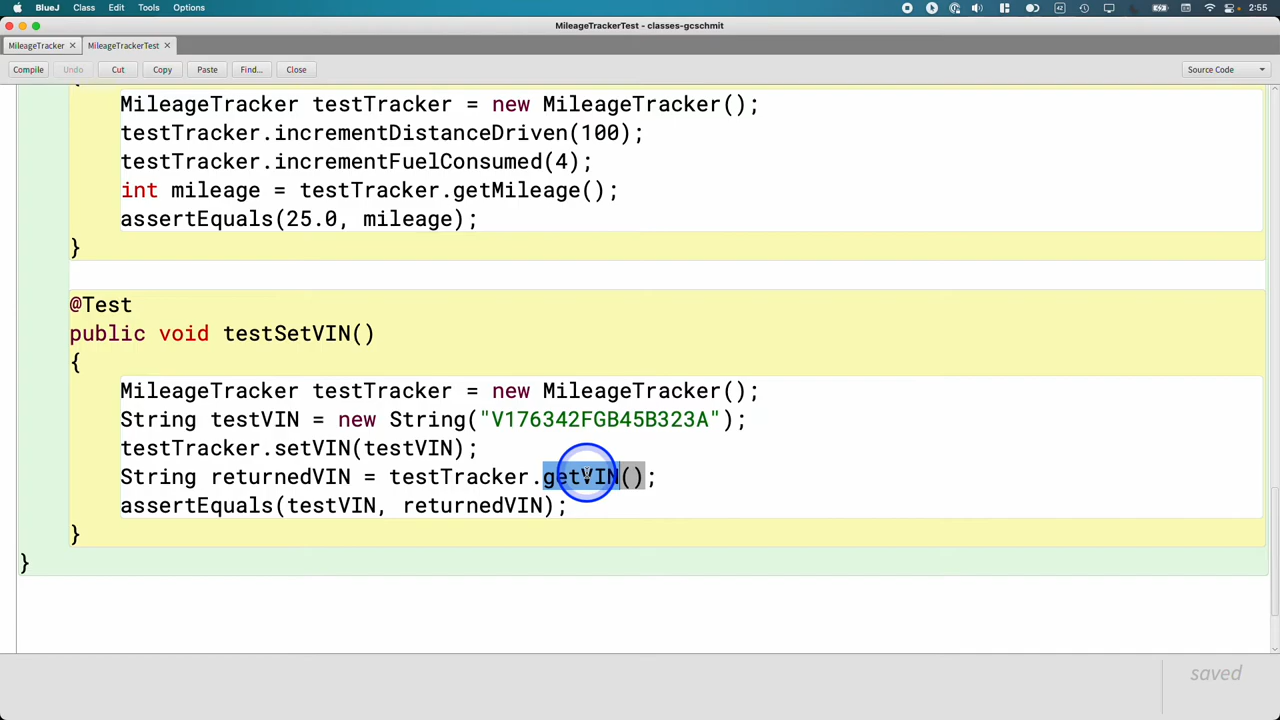 BlueJ Class Edit Tools Options 42 2:55
MileageTrackerTest - classes-gcschmit
MileageTracker MileageTrackerTest
Compile Undo Cut Copy Paste Find... Close Source Code
{
MileageTracker testTracker = new MileageTracker();
testTracker.incrementDistanceDriven(100);
testTracker.incrementFuelConsumed(4);
int mileage = testTracker.getMileage();
assertEquals(25.0, mileage);
}
@Test
public void testSetVIN()
{
MileageTracker testTracker = new MileageTracker();
String testVIN = new String("V176342FGB45B323A");
testTracker.setVIN(testVIN);
String returnedVIN = testTracker.getVIN();
assertEquals(testVIN, returnedVIN);
}
}
saved